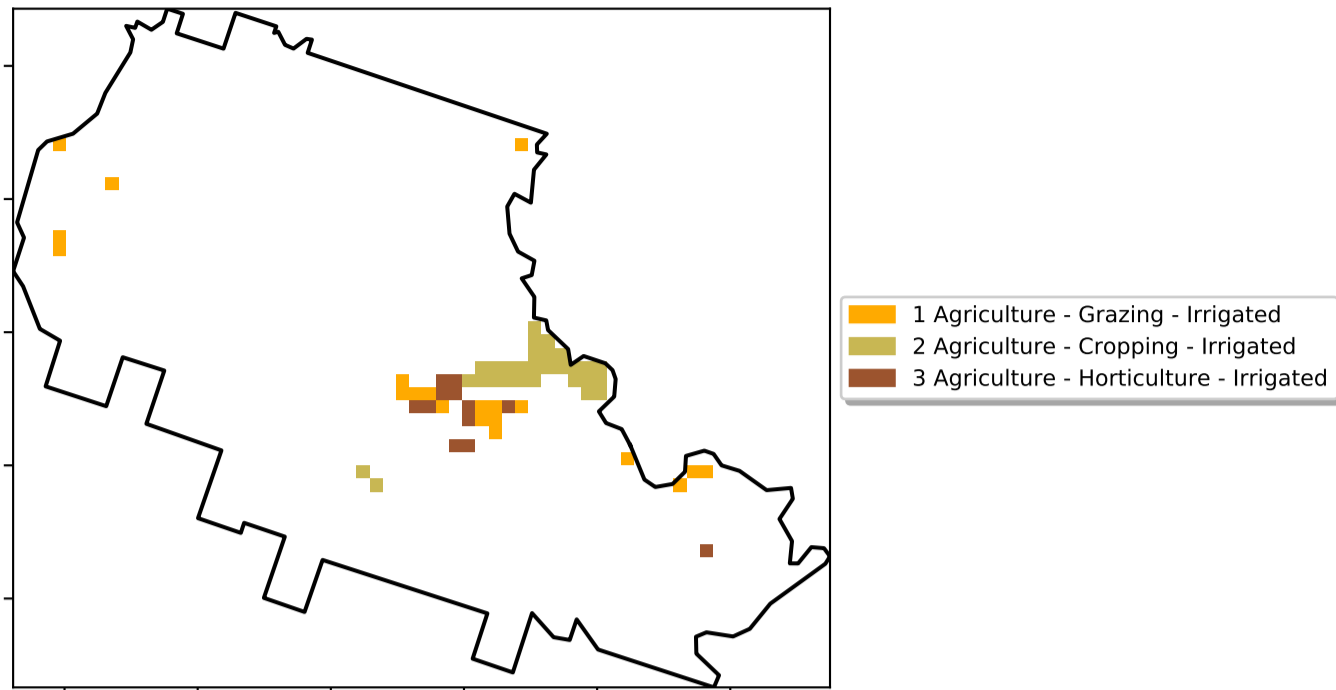 1 Agriculture - Grazing - Irrigated
2 Agriculture - Cropping - Irrigated
3 Agriculture - Horticulture - Irrigated